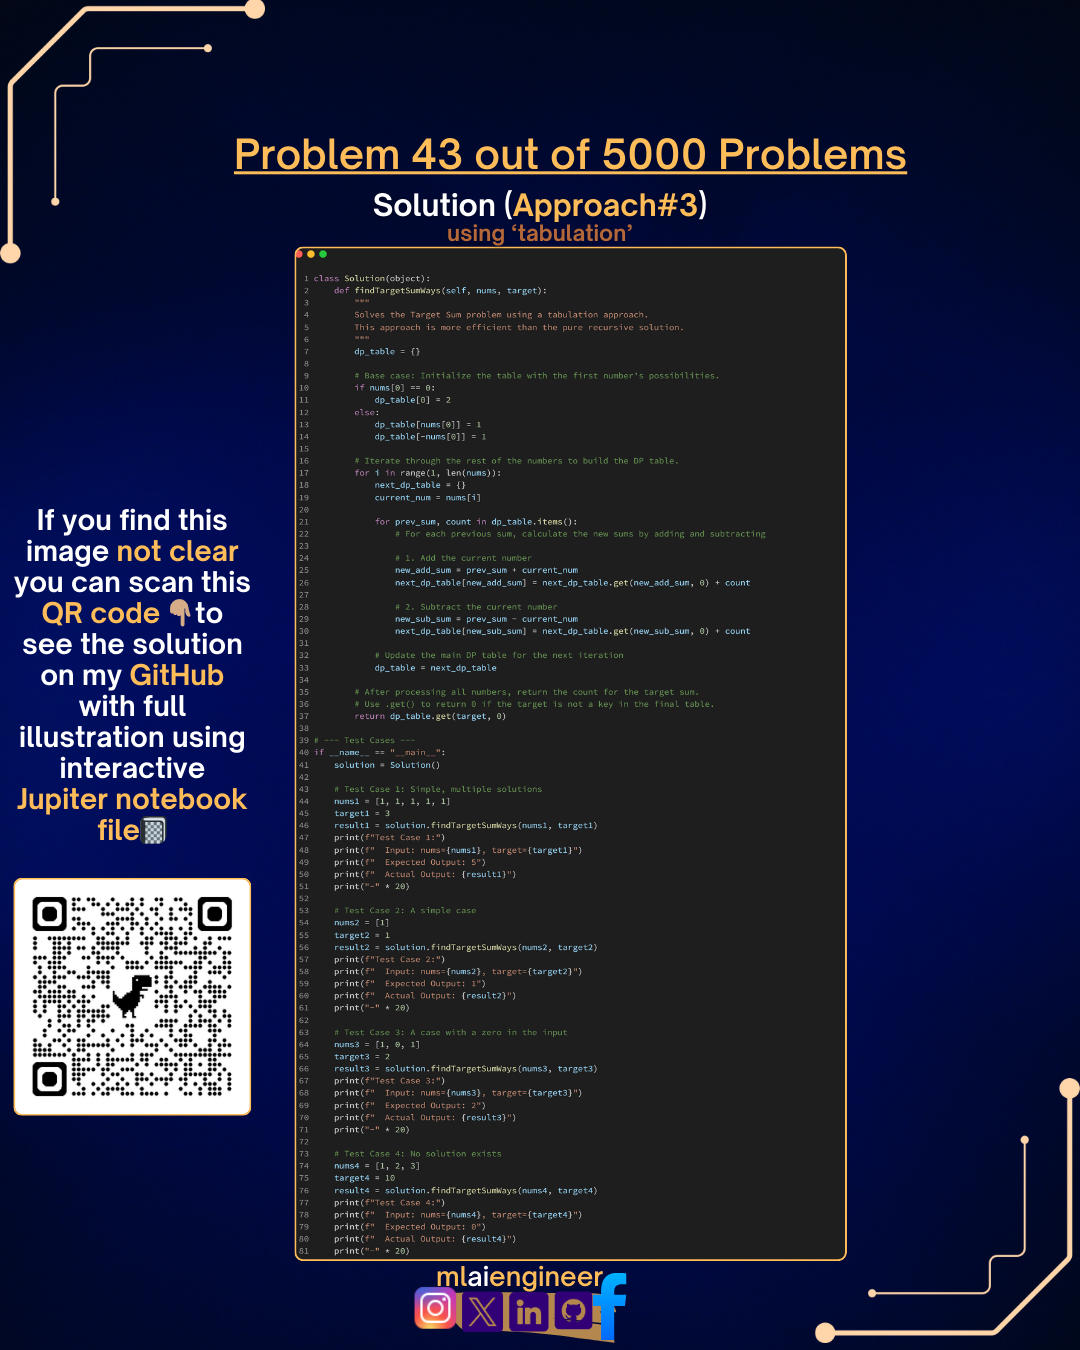 Problem 43 out of 5000 Problems
Solution (Approach#3)
using ‘tabulation’
1 class Solution(object):
2     def findTargetSumWays(self, nums, target):
3         """
4         Solves the Target Sum problem using a tabulation approach.
5         This approach is more efficient than the pure recursive solution.
6         """
7         dp_table = {}
8
9         # Base case: Initialize the table with the first number's possibilities.
10         if nums[0] == 0:
11             dp_table[0] = 2
12         else:
13             dp_table[nums[0]] = 1
14             dp_table[-nums[0]] = 1
15
16         # Iterate through the rest of the numbers to build the DP table.
17         for i in range(1, len(nums)):
18             next_dp_table = {}
19             current_num = nums[i]
20
21             for prev_sum, count in dp_table.items():
22                 # For each previous sum, calculate the new sums by adding and subtracting
23
24                 # 1. Add the current number
25                 new_add_sum = prev_sum + current_num
26                 next_dp_table[new_add_sum] = next_dp_table.get(new_add_sum, 0) + count
27
28                 # 2. Subtract the current number
29                 new_sub_sum = prev_sum - current_num
30                 next_dp_table[new_sub_sum] = next_dp_table.get(new_sub_sum, 0) + count
31
32             # Update the main DP table for the next iteration
33             dp_table = next_dp_table
34
35         # After processing all numbers, return the count for the target sum.
36         # Use .get() to return 0 if the target is not a key in the final table.
37         return dp_table.get(target, 0)
38
39 # --- Test Cases ---
40 if __name__ == "__main__":
41     solution = Solution()
42
43     # Test Case 1: Simple, multiple solutions
44     nums1 = [1, 1, 1, 1, 1]
45     target1 = 3
46     result1 = solution.findTargetSumWays(nums1, target1)
47     print(f"Test Case 1:")
48     print(f"  Input: nums={nums1}, target={target1}")
49     print(f"  Expected Output: 5")
50     print(f"  Actual Output: {result1}")
51     print("-" * 20)
52
53     # Test Case 2: A simple case
54     nums2 = [1]
55     target2 = 1
56     result2 = solution.findTargetSumWays(nums2, target2)
57     print(f"Test Case 2:")
58     print(f"  Input: nums={nums2}, target={target2}")
59     print(f"  Expected Output: 1")
60     print(f"  Actual Output: {result2}")
61     print("-" * 20)
62
63     # Test Case 3: A case with a zero in the input
64     nums3 = [1, 0, 1]
65     target3 = 2
66     result3 = solution.findTargetSumWays(nums3, target3)
67     print(f"Test Case 3:")
68     print(f"  Input: nums={nums3}, target={target3}")
69     print(f"  Expected Output: 2")
70     print(f"  Actual Output: {result3}")
71     print("-" * 20)
72
73     # Test Case 4: No solution exists
74     nums4 = [1, 2, 3]
75     target4 = 10
76     result4 = solution.findTargetSumWays(nums4, target4)
77     print(f"Test Case 4:")
78     print(f"  Input: nums={nums4}, target={target4}")
79     print(f"  Expected Output: 0")
80     print(f"  Actual Output: {result4}")
81     print("-" * 20)
If you find this
image not clear
you can scan this
QR code 👇🏽to
see the solution
on my GitHub
with full
illustration using
interactive
Jupiter notebook
file📓
mlaiengineer